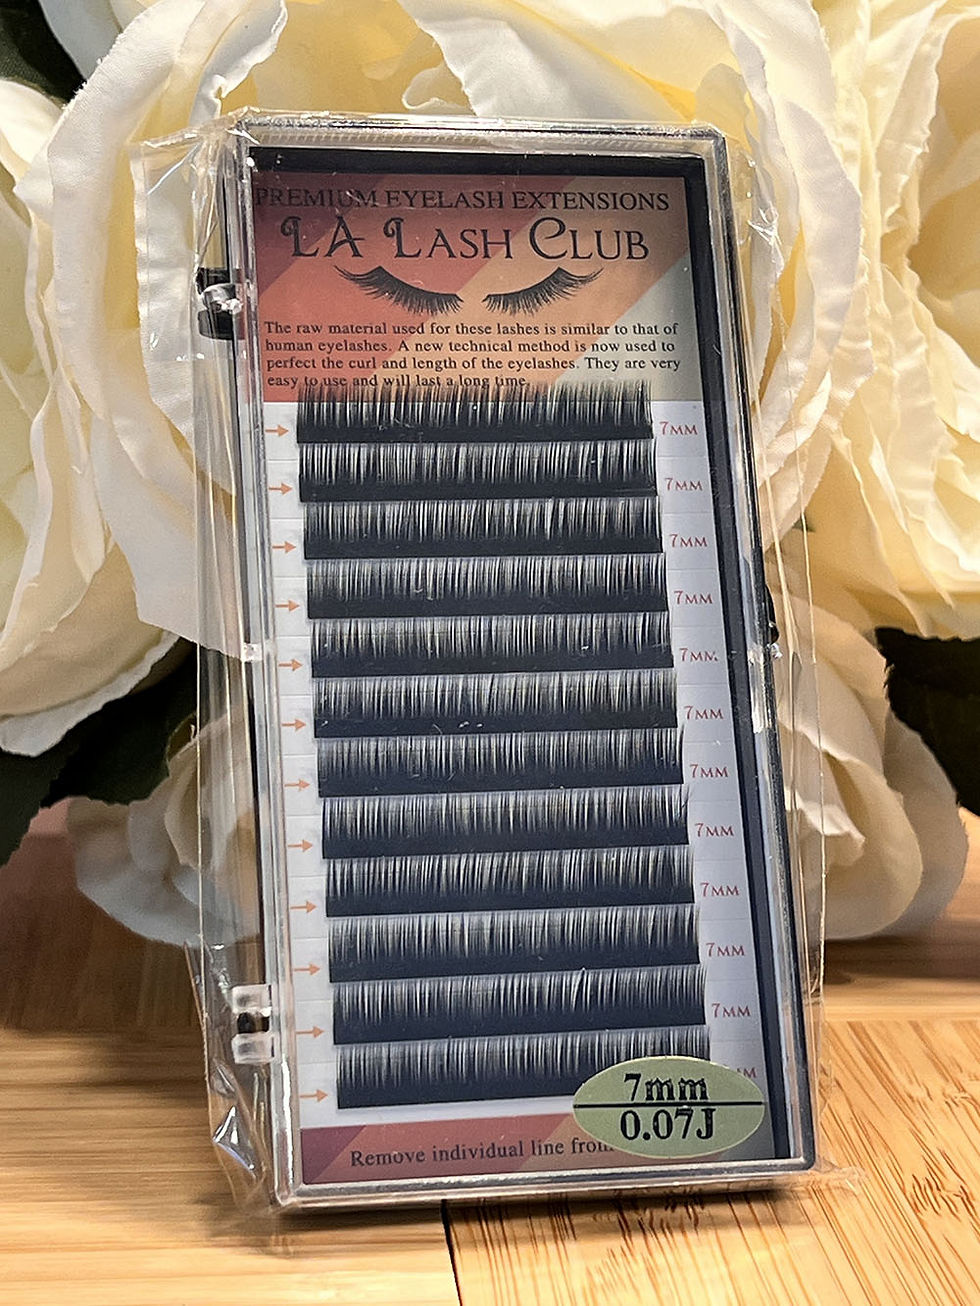 PREMIUM EYELASH EXTENSIONS
LA LASH CLUB
The raw material used for these lashes is similar to that of
human eyelashes. A new technical method is now used to
perfect the curl and length of the eyelashes. They are very
easy to use and will last a long time.
7MM
7MM
7MM
7MM
7MM
7MM
7MM
7MM
7MM
7MM
7MM
7mm
0.07J
Remove individual line from